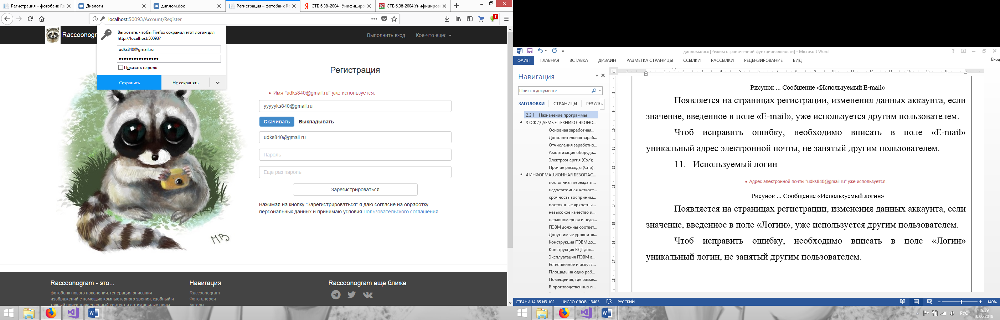 Регистрация – фотобанк Ra
Диалоги
диплом.doc
Регистрация – фотобанк Ra
СТБ 6.38–2004 «Унифициро
СТБ 6.38-2004 Унифициров
localhost:50093/Account/Register
Вы хотите, чтобы Firefox сохранил этот логин для
http://localhost:50093?
udks840@gmail.ru
Показать пароль
Сохранить
Не сохранять
Raccoonog
Выполнить вход
Кое-что еще:
Регистрация
Имя "udks840@gmail.ru" уже используется.
yyyyyks840@gmail.ru
Скачивать
Выкладывать
udks840@gmail.ru
Пароль
Еще раз пароль
Зарегистрироваться
Нажимая на кнопку "Зарегистрироваться" я даю согласие на обработку
персональных данных и принимаю условия Пользовательского соглашения
МВ
Raccoonogram - это...
фотобанк нового поколения: генерация описания
изображений с помощью компьютерного зрения, удобный и
точный поиск, качественный контент и оптимальные цены
Навигация
Raccoonogram
Фотогалерея
Авторы
Raccoonogram еще ближе
диплом.docx [Режим ограниченной функциональности] - Microsoft Word
ФАЙЛ
ГЛАВНАЯ
ВСТАВКА
ДИЗАЙН
РАЗМЕТКА СТРАНИЦЫ
ССЫЛКИ
РАССЫЛКИ
РЕЦЕНЗИРОВАНИЕ
ВИД
Вход
Навигация
Поиск в документе
ЗАГОЛОВКИ
СТРАНИЦЫ
РЕЗУЛЬ
2.2.1 Назначение программы
3 ОЖИДАЕМЫЕ ТЕХНИКО-ЭКОНО...
Основная заработная...
Дополнительная зараб...
Отчисления заработно...
Амортизация оборудо...
Электроэнергия (Сэл);
Прочие расходы (Спр).
4 ИНФОРМАЦИОННАЯ БЕЗОПАС...
постоянная переадапт...
недостаточная четкост...
срочность восприним...
постоянные яркостны...
невысокое качество и...
неравномерная и недо...
ПЭВМ должны соответ...
Допустимые уровни зв...
Конструкция ПЭВМ до...
Конструкция ВДТ дол...
Эксплуатация ПЭВМ в...
Естественное и искусс...
Площадь на одно раб...
Помещения, где разме...
В производственных п...
Рисунок ... Сообщение «Используемый E-mail»
Появляется на страницах регистрации, изменения данных аккаунта, если
значение, введенное в поле «E-mail», уже используется другим пользователем.
Чтоб исправить ошибку, необходимо вписать в поле «E-mail»
уникальный адрес электронной почты, не занятый другим пользователем.
11. Используемый логин
Адрес электронной почты "udks840@gmail.ru" уже используется.
Рисунок ... Сообщение «Используемый логин»
Появляется на страницах регистрации, изменения данных аккаунта, если
значение, введенное в поле «Логин», уже используется другим пользователем.
Чтоб исправить ошибку, необходимо вписать в поле «Логин»
уникальный логин, не занятый другим пользователем.
СТРАНИЦА 85 ИЗ 102
ЧИСЛО СЛОВ: 13405
РУССКИЙ
140%
РУС
19:39
10.06.2018